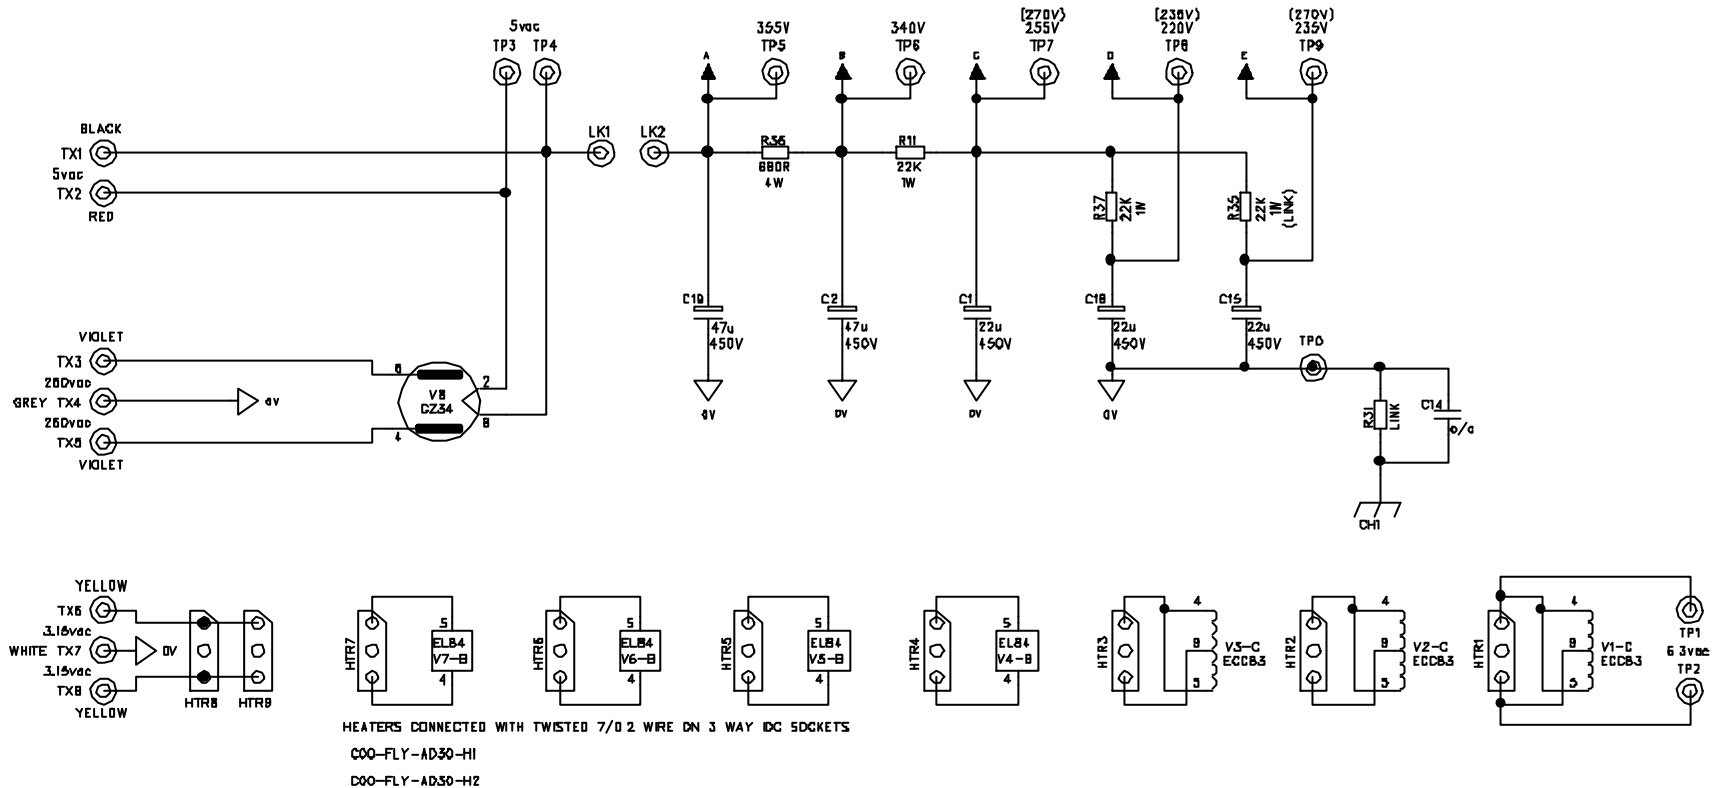 5vac
TP3 TP4
355V
TP5
340V
TP6
(270V)
255V
TP7
(235V)
220V
TP8
(270V)
235V
TP9
A
B
C
D
E
BLACK
TX1
5vac
TX2
RED
LK1
LK2
R36
680R
4W
R11
22K
1W
R37
22K
1W
R35
22K
1W
(LINK)
C19
47u
450V
C2
47u
450V
C1
22u
450V
C18
22u
450V
C15
22u
450V
0V
0V
0V
0V
TP0
R31
LINK
C14
o/c
CH1
VIOLET
TX3
260vac
GREY TX4
260vac
TX5
VIOLET
0V
6
4
V8
GZ34
2
8
YELLOW
TX6
3.15vac
WHITE TX7
3.15vac
TX8
YELLOW
0V
HTR8
HTR9
HTR7
5
EL84
V7-B
4
HTR6
5
EL84
V6-B
4
HTR5
5
EL84
V5-B
4
HTR4
5
EL84
V4-B
4
HTR3
4
9
5
V3-C
ECC83
HTR2
4
9
5
V2-C
ECC83
HTR1
4
9
5
V1-C
ECC83
TP1
6 3vac
TP2
HEATERS CONNECTED WITH TWISTED 7/0 2 WIRE ON 3 WAY IDC SOCKETS
COO-FLY-AD30-H1
COO-FLY-AD30-H2